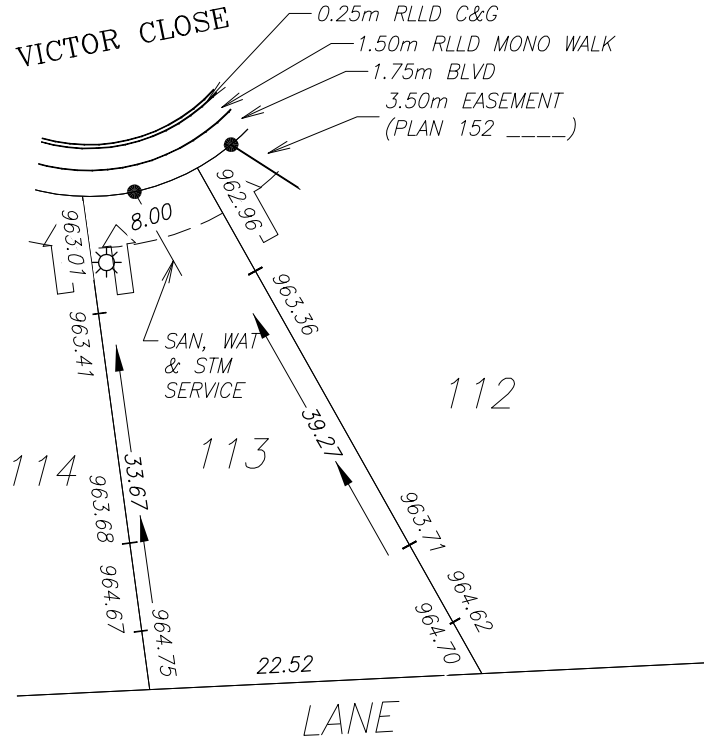 VICTOR CLOSE
0.25m RLLD C&G
1.50m RLLD MONO WALK
1.75m BLVD
3.50m EASEMENT
(PLAN 152 ____)
962.96
8.00
963.01
963.36
963.41
SAN, WAT
& STM
SERVICE
112
39.27
113
114
33.67
963.68
963.71
964.67
964.75
964.62
964.70
22.52
LANE